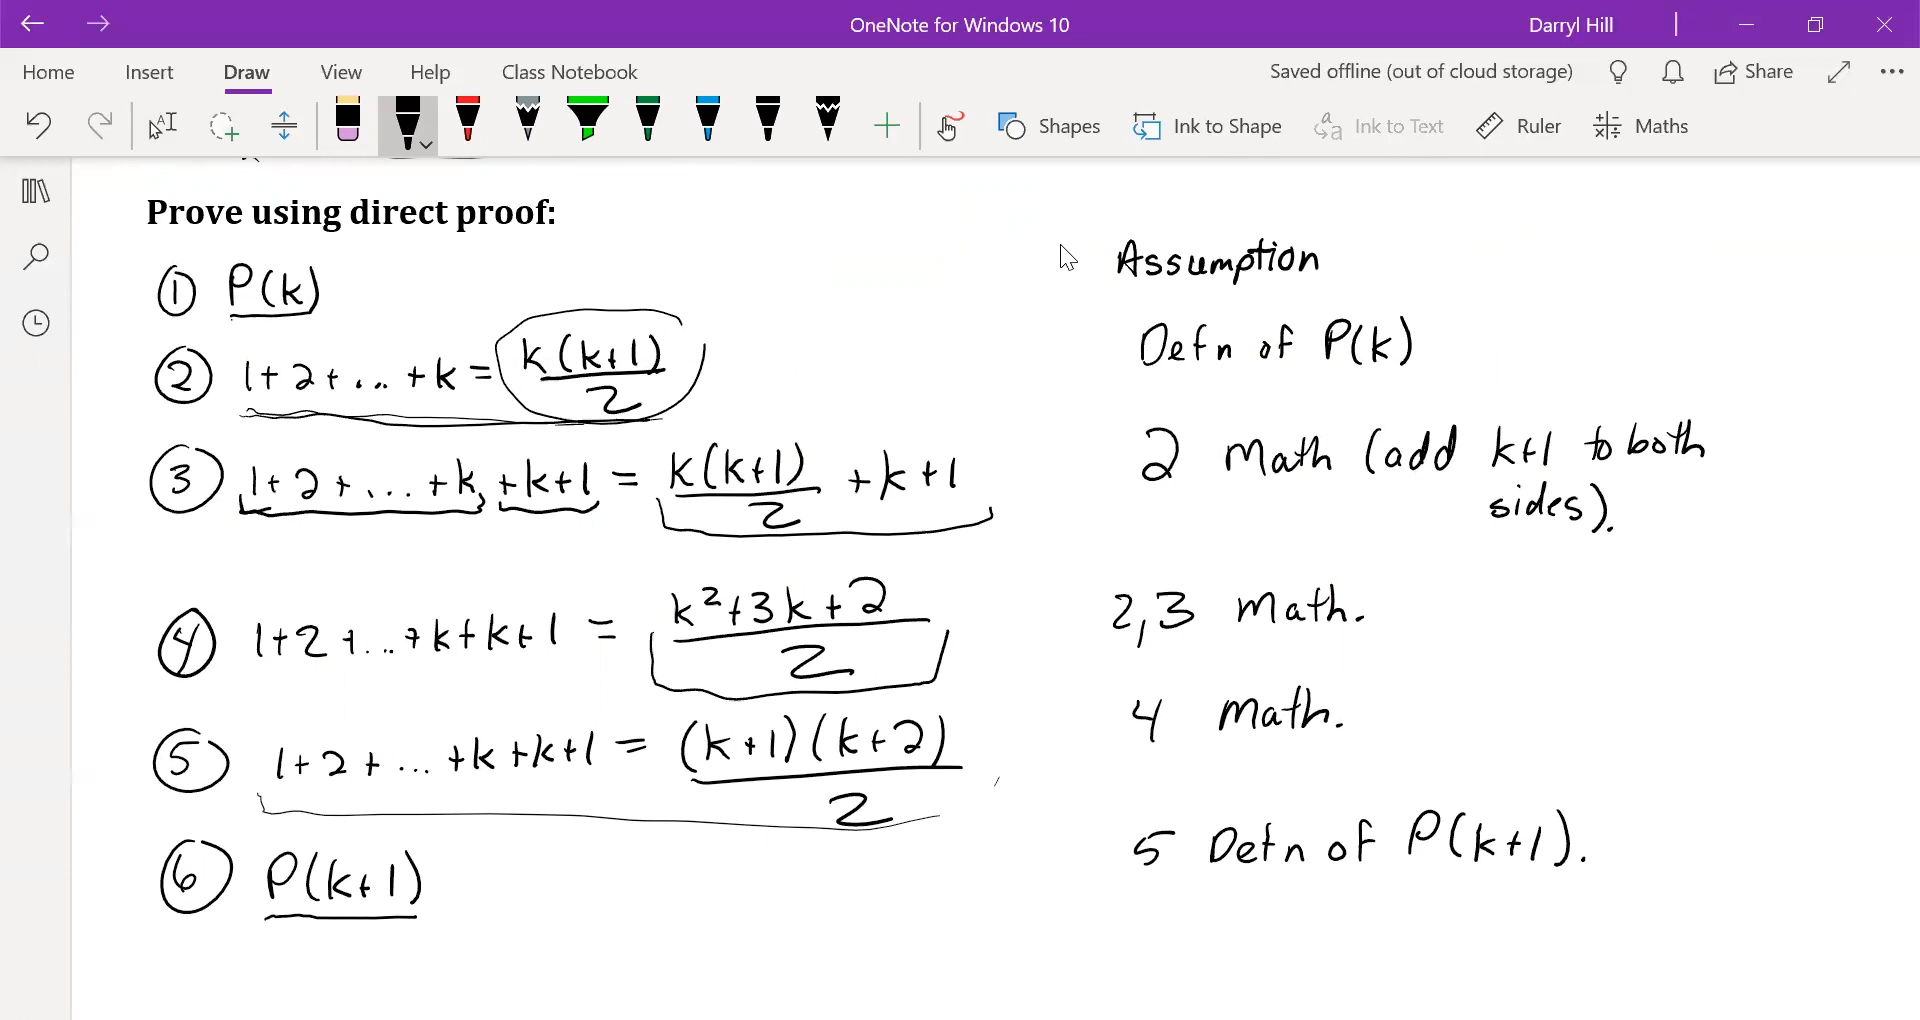 OneNote for Windows 10
Darryl Hill
Home Insert Draw View Help Class Notebook
Saved offline (out of cloud storage) Share
Shapes Ink to Shape Ink to Text Ruler Maths
Prove using direct proof:
① P(k) Assumption
② 1+2+...+k = k(k+1)/2 Defn of P(k)
③ 1+2+...+k+k+1 = k(k+1)/2 + k+1 2 Math (add k+1 to both
sides).
④ 1+2+...+k+k+1 = k²+3k+2/2 2,3 Math.
⑤ 1+2+...+k+k+1 = (k+1)(k+2)/2 4 Math.
⑥ P(k+1) 5 Defn of P(k+1).